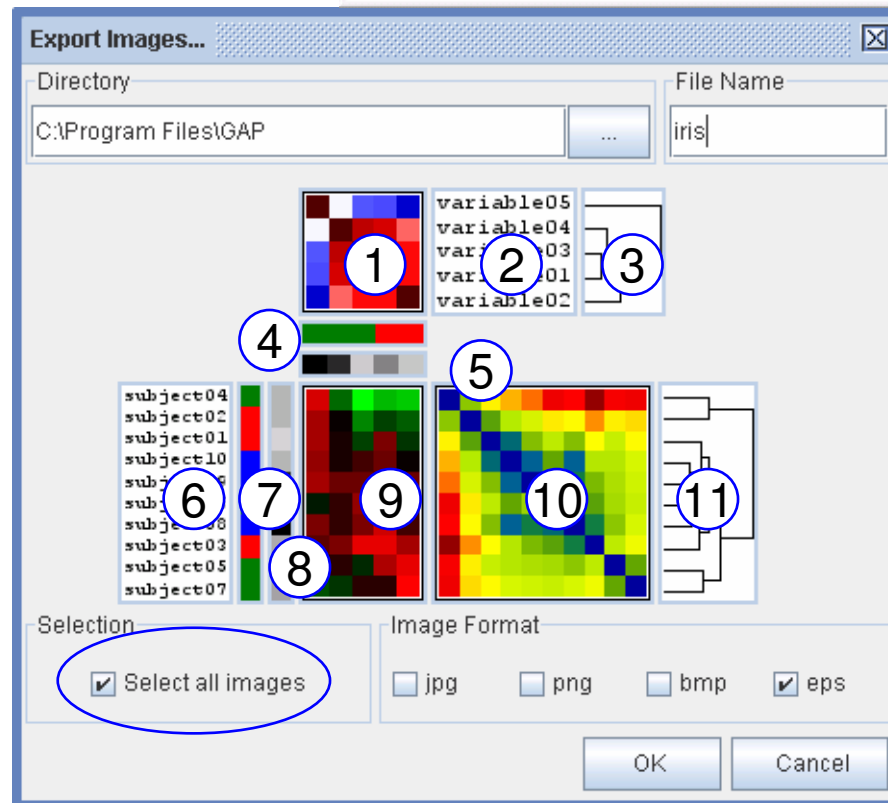 Export Images...
Directory
File Name
C:\Program Files\GAP
...
iris
variable05
variable04
variable03
variable01
variable02
1
2
3
4
5
subject04
subject02
subject01
subject10
subject03
subject05
subject07
6
7
8
9
10
11
Selection
Image Format
Select all images
jpg
png
bmp
eps
OK
Cancel